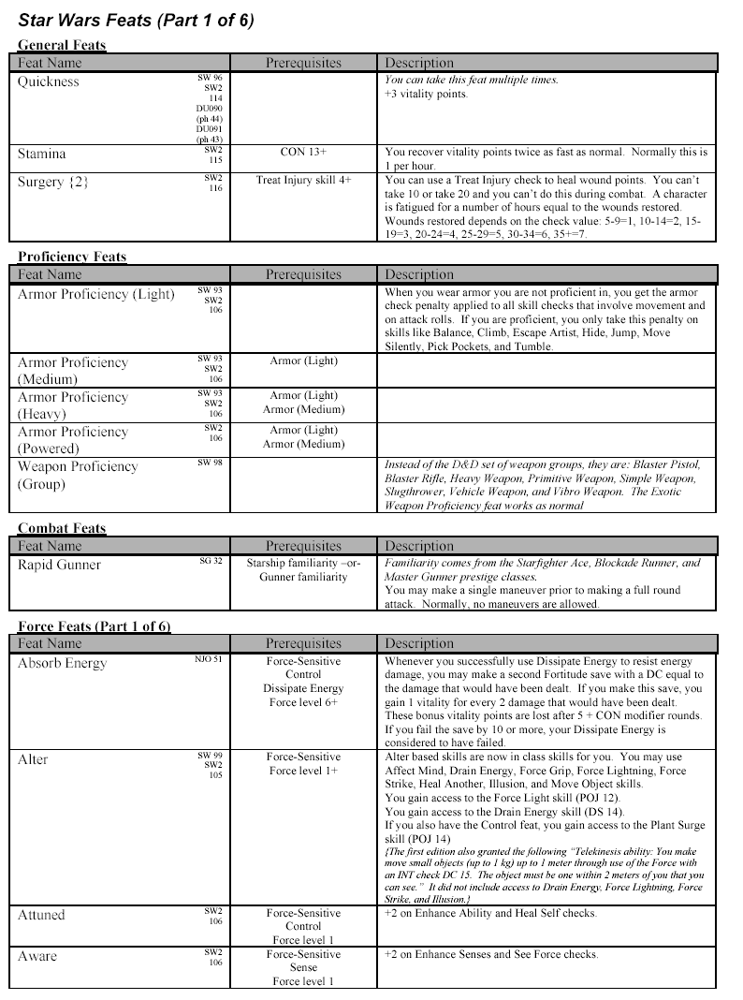 Star Wars Feats (Part 1 of 6)
General Feats
Feat Name Prerequisites Description
Quickness
SW 96
SW2
114
DU090
(ph 44)
DU091
(ph 43)
You can take this feat multiple times.
+3 vitality points.
Stamina
SW2
115
CON 13+
You recover vitality points twice as fast as normal. Normally this is
1 per hour.
Surgery {2}
SW2
116
Treat Injury skill 4+
You can use a Treat Injury check to heal wound points. You can't
take 10 or take 20 and you can't do this during combat. A character
is fatigued for a number of hours equal to the wounds restored.
Wounds restored depends on the check value: 5-9=1, 10-14=2, 15-
19=3, 20-24=4, 25-29=5, 30-34=6, 35+=7.
Proficiency Feats
Feat Name Prerequisites Description
Armor Proficiency (Light)
SW 93
SW2
106
When you wear armor you are not proficient in, you get the armor
check penalty applied to all skill checks that involve movement and
on attack rolls. If you are proficient, you only take this penalty on
skills like Balance, Climb, Escape Artist, Hide, Jump, Move
Silently, Pick Pockets, and Tumble.
Armor Proficiency
(Medium)
SW 93
SW2
106
Armor (Light)
Armor Proficiency
(Heavy)
SW 93
SW2
106
Armor (Light)
Armor (Medium)
Armor Proficiency
(Powered)
SW2
106
Armor (Light)
Armor (Medium)
Weapon Proficiency
(Group)
SW 98
Instead of the D&D set of weapon groups, they are: Blaster Pistol,
Blaster Rifle, Heavy Weapon, Primitive Weapon, Simple Weapon,
Slugthrower, Vehicle Weapon, and Vibro Weapon. The Exotic
Weapon Proficiency feat works as normal
Combat Feats
Feat Name Prerequisites Description
Rapid Gunner
SG 32
Starship familiarity –or-
Gunner familiarity
Familiarity comes from the Starfighter Ace, Blockade Runner, and
Master Gunner prestige classes.
You may make a single maneuver prior to making a full round
attack. Normally, no maneuvers are allowed.
Force Feats (Part 1 of 6)
Feat Name Prerequisites Description
Absorb Energy
NJO 51
Force-Sensitive
Control
Dissipate Energy
Force level 6+
Whenever you successfully use Dissipate Energy to resist energy
damage, you may make a second Fortitude save with a DC equal to
the damage that would have been dealt. If you make this save, you
gain 1 vitality for every 2 damage that would have been dealt.
These bonus vitality points are lost after 5 + CON modifier rounds.
If you fail the save by 10 or more, your Dissipate Energy is
considered to have failed.
Alter
SW 99
SW2
105
Force-Sensitive
Force level 1+
Alter based skills are now in class skills for you. You may use
Affect Mind, Drain Energy, Force Grip, Force Lightning, Force
Strike, Heal Another, Illusion, and Move Object skills.
You gain access to the Force Light skill (POJ 12).
You gain access to the Drain Energy skill (DS 14).
If you also have the Control feat, you gain access to the Plant Surge
skill (POJ 14)
{The first edition also granted the following "Telekinesis ability: You make
move small objects (up to 1 kg) up to 1 meter through use of the Force with
an INT check DC 15. The object must be one within 2 meters of you that you
can see." It did not include access to Drain Energy, Force Lightning, Force
Strike, and Illusion.}
Attuned
SW2
106
Force-Sensitive
Control
Force level 1
+2 on Enhance Ability and Heal Self checks.
Aware
SW2
106
Force-Sensitive
Sense
Force level 1
+2 on Enhance Senses and See Force checks.